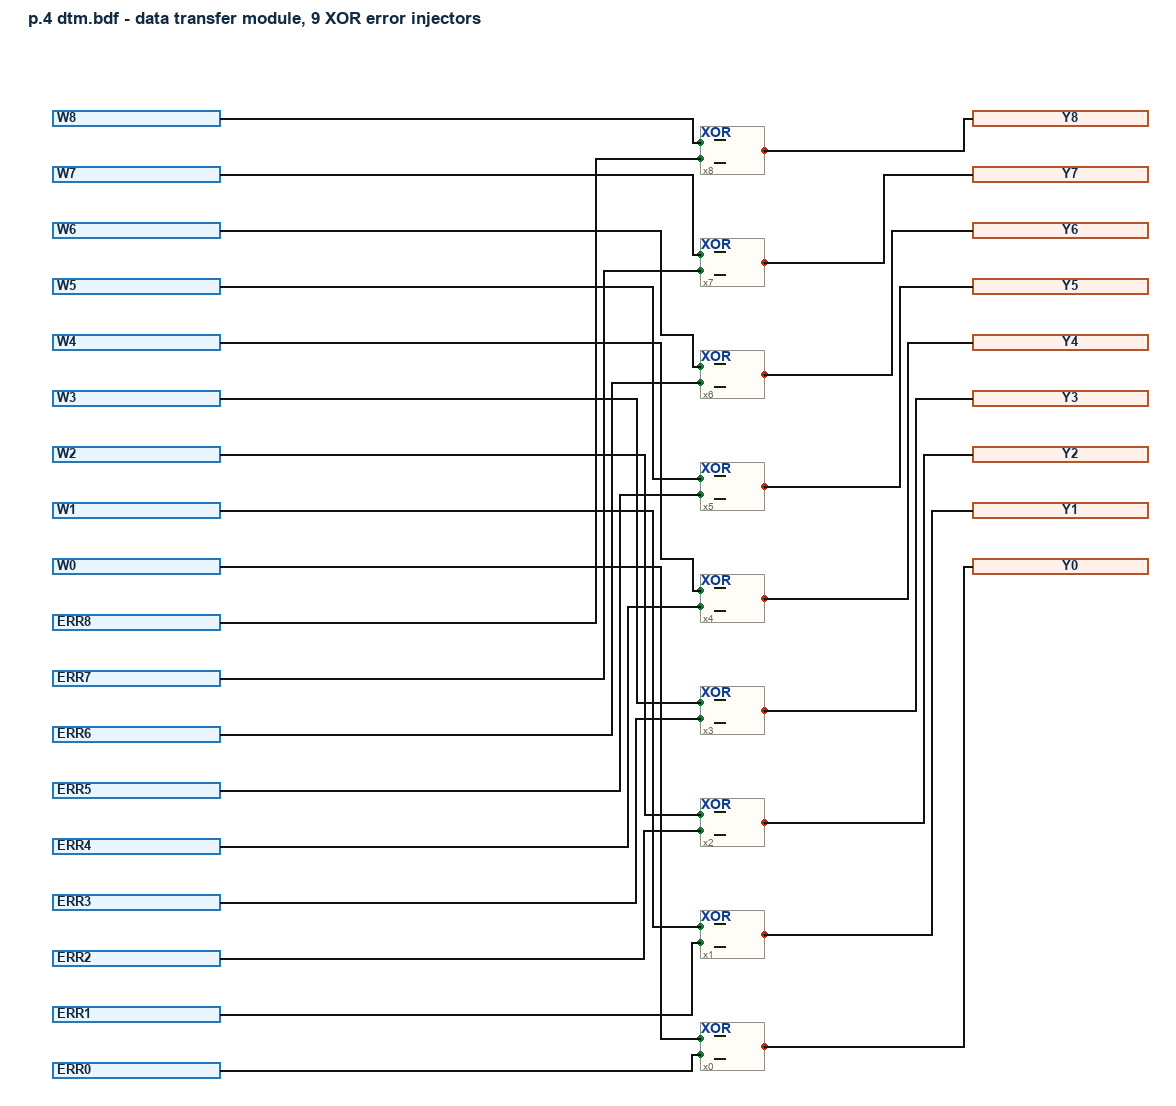 p.4 dtm.bdf - data transfer module, 9 XOR error injectors
W8
Y8
XOR
x8
W7
Y7
W6
Y6
XOR
x7
W5
Y5
W4
Y4
XOR
x6
W3
Y3
W2
Y2
XOR
x5
W1
Y1
W0
Y0
XOR
x4
ERR8
ERR7
XOR
x3
ERR6
ERR5
XOR
x2
ERR4
ERR3
XOR
x1
ERR2
ERR1
XOR
x0
ERR0